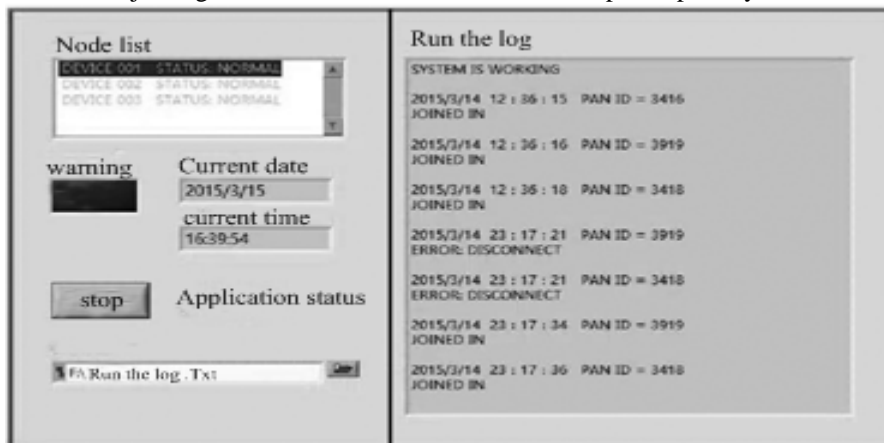 Node list
DEVICE 001 STATUS: NORMAL
DEVICE 002 STATUS: NORMAL
DEVICE 003 STATUS: NORMAL
warning
Current date
2015/3/15
current time
16:39:54
stop
Application status
Run the log .Txt
Run the log
SYSTEM IS WORKING
2015/3/14 12 : 36 : 15 PAN ID = 3416
JOINED IN
2015/3/14 12 : 36 : 16 PAN ID = 3919
JOINED IN
2015/3/14 12 : 36 : 18 PAN ID = 3418
JOINED IN
2015/3/14 23 : 17 : 21 PAN ID = 3919
ERROR: DISCONNECT
2015/3/14 23 : 17 : 21 PAN ID = 3418
ERROR: DISCONNECT
2015/3/14 23 : 17 : 34 PAN ID = 3919
JOINED IN
2015/3/14 23 : 17 : 36 PAN ID = 3418
JOINED IN